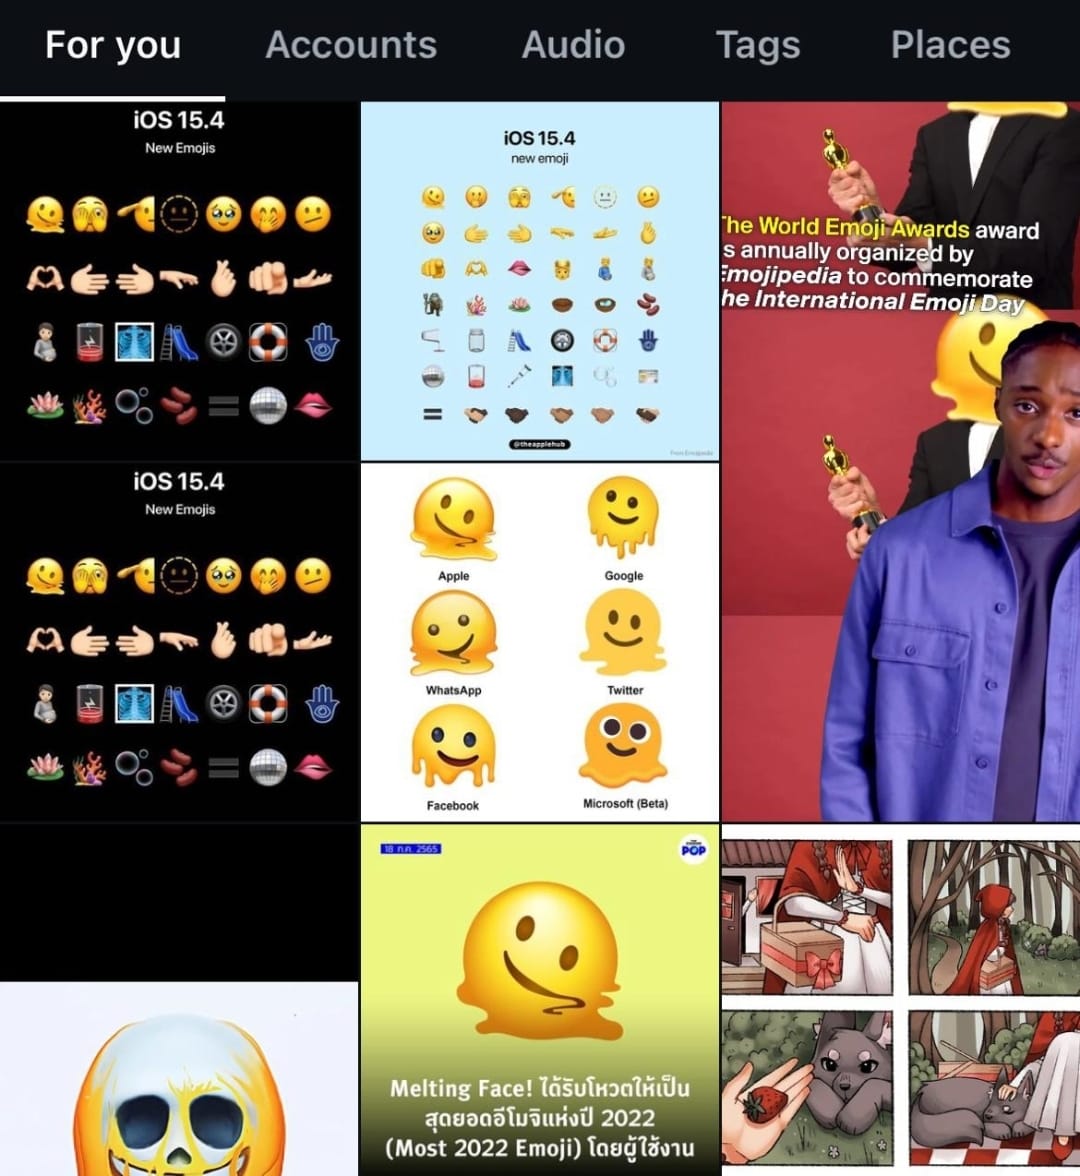 For you
Accounts
Audio
Tags
Places
iOS 15.4
New Emojis
iOS 15.4
new emoji
@theapplehub
from Emojipedia
The World Emoji Awards award
s annually organized by
Emojipedia to commemorate
he International Emoji Day
iOS 15.4
New Emojis
Apple
Google
WhatsApp
Twitter
Facebook
Microsoft (Beta)
18 ก.ค. 2565
POP
Melting Face! ได้รับโหวตให้เป็น
สุดยอดอีโมจิแห่งปี 2022
(Most 2022 Emoji) โดยผู้ใช้งาน